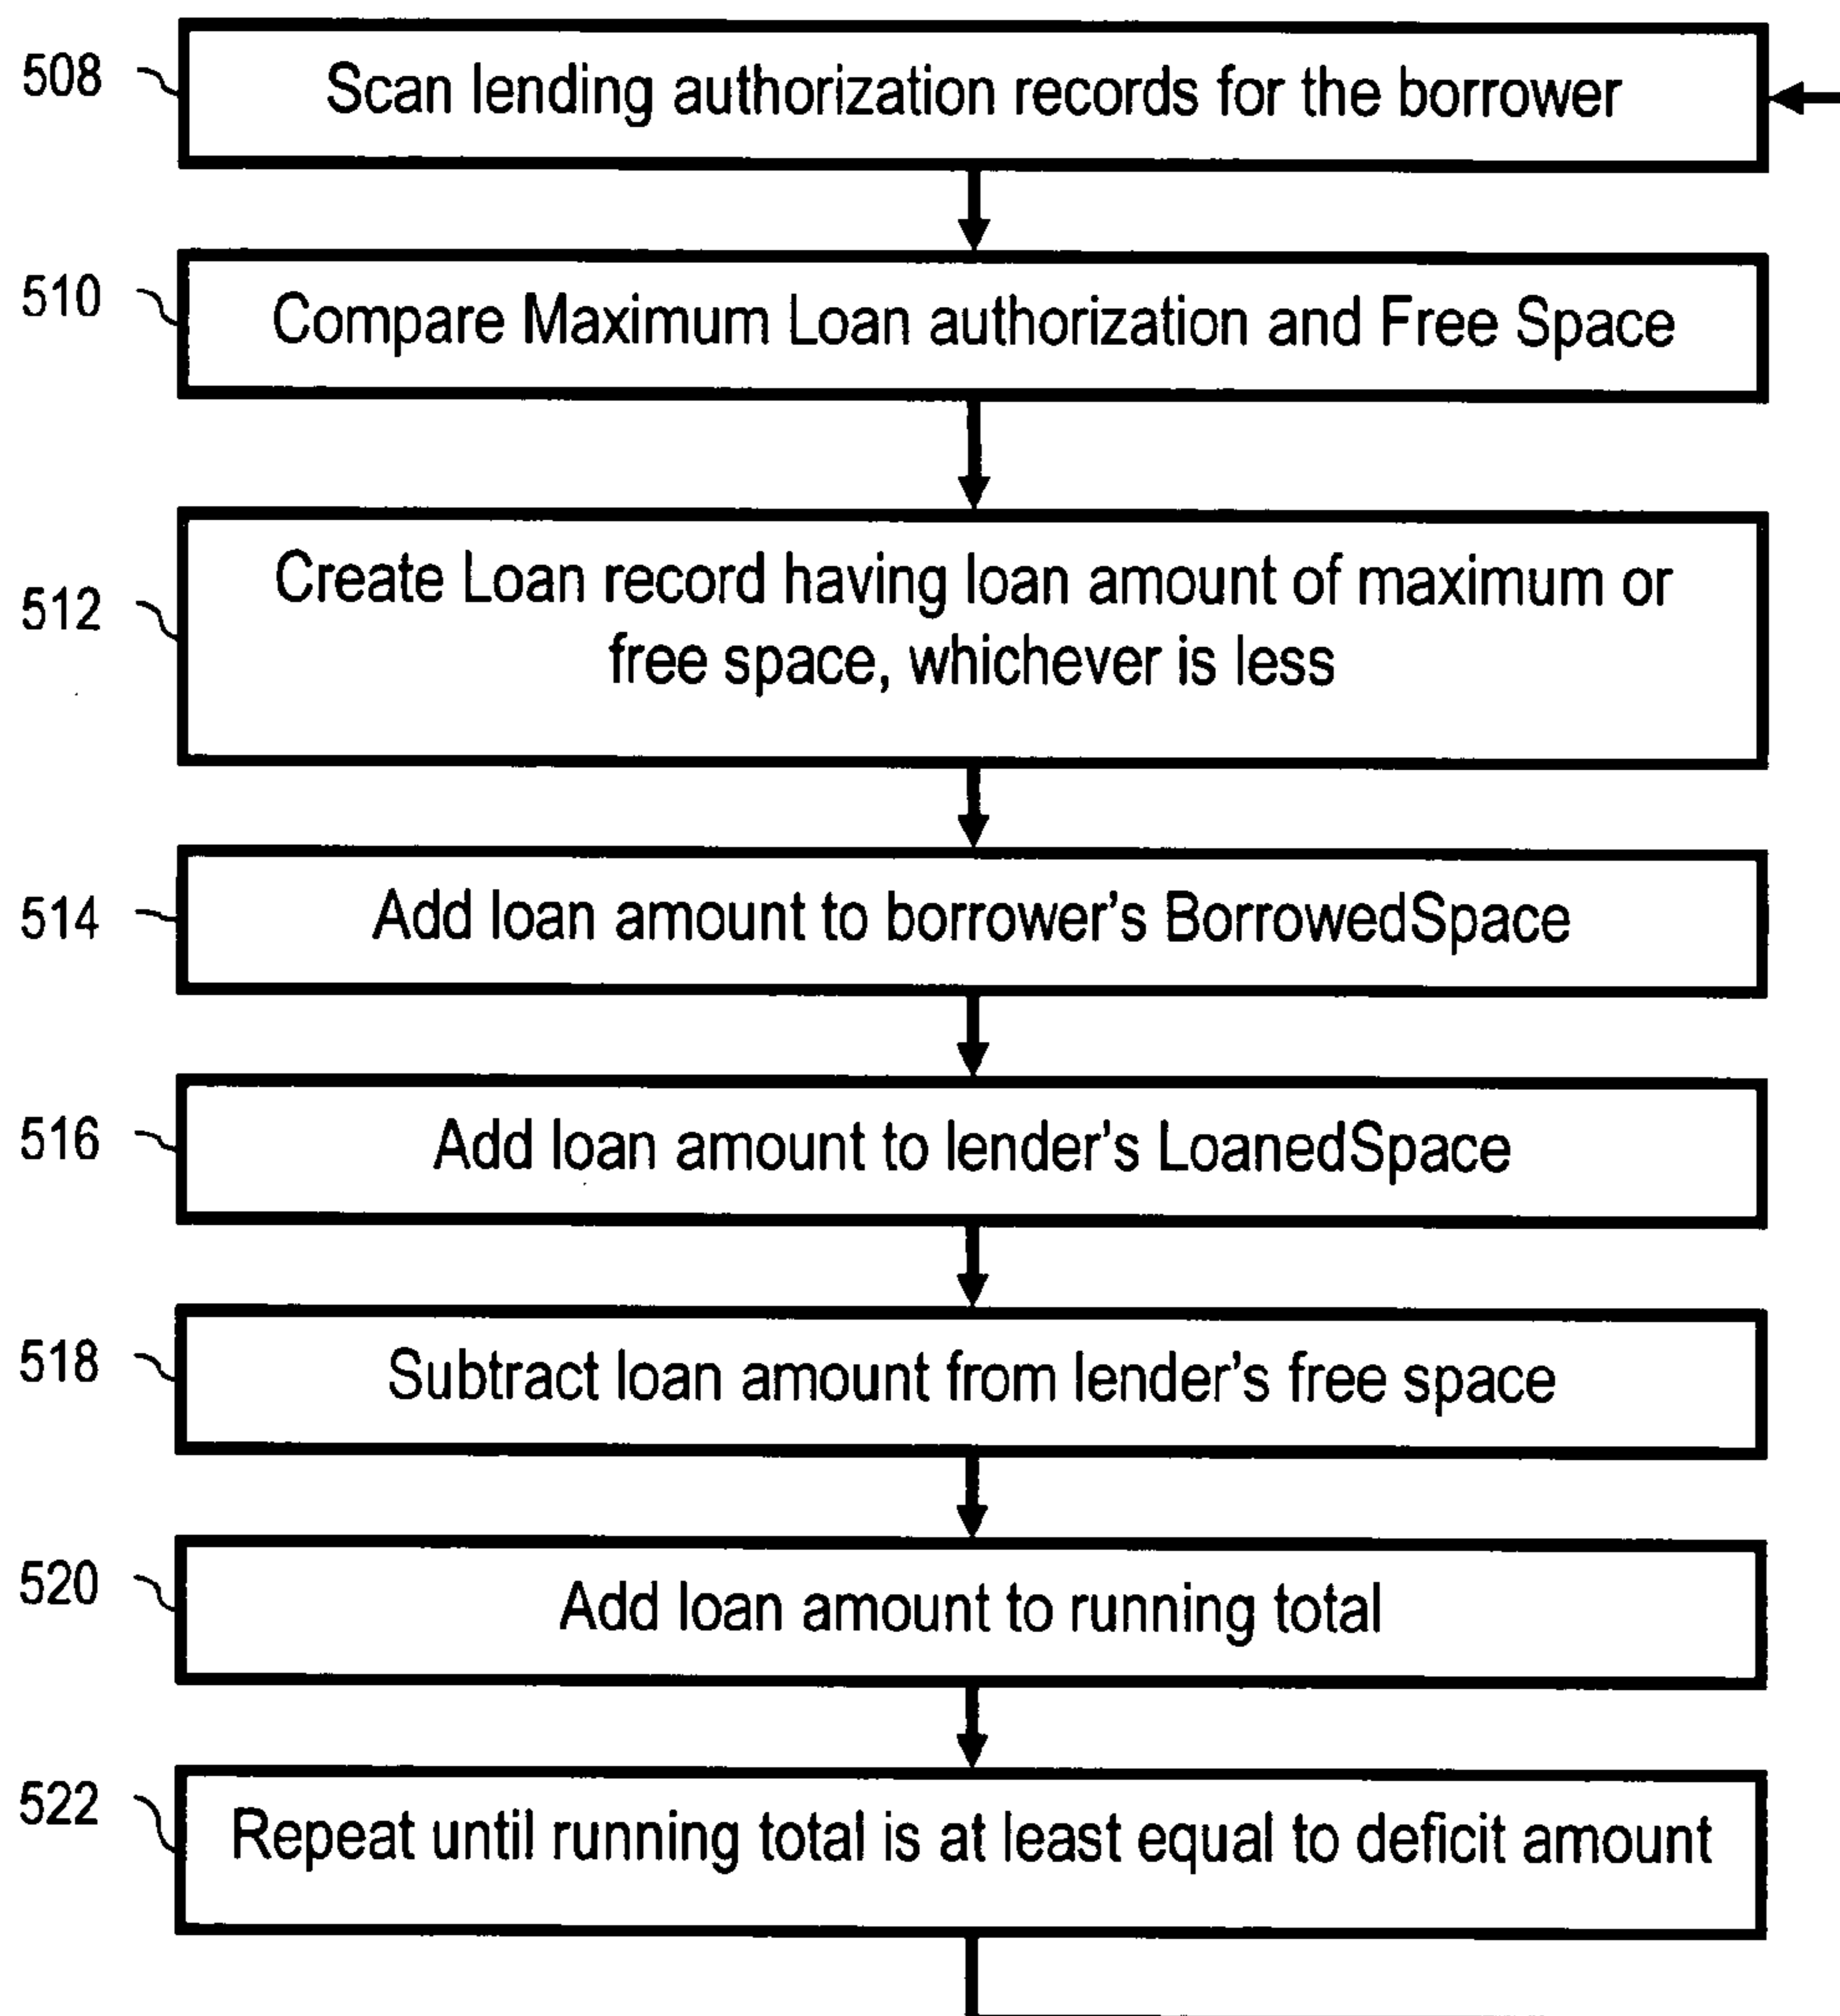 508
Scan lending authorization records for the borrower
510
Compare Maximum Loan authorization and Free Space
512
Create Loan record having loan amount of maximum or
free space, whichever is less
514
Add loan amount to borrower's BorrowedSpace
516
Add loan amount to lender's LoanedSpace
518
Subtract loan amount from lender's free space
520
Add loan amount to running total
522
Repeat until running total is at least equal to deficit amount